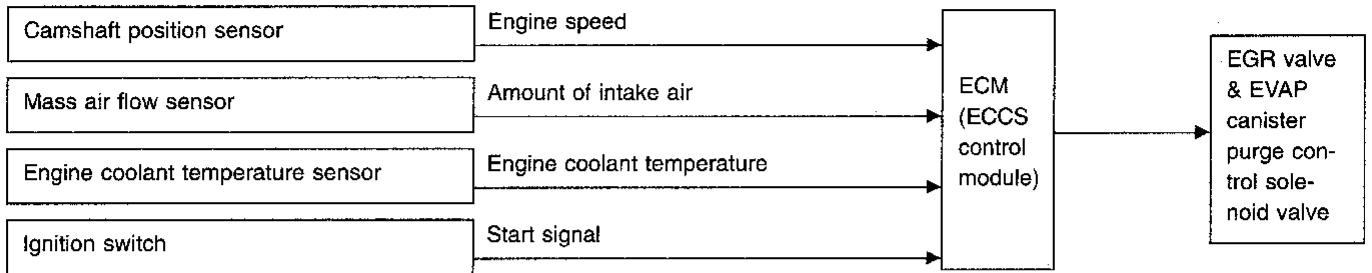 Camshaft position sensor
Engine speed
Mass air flow sensor
Amount of intake air
Engine coolant temperature sensor
Engine coolant temperature
Ignition switch
Start signal
ECM
(ECCS
control
module)
EGR valve
& EVAP
canister
purge con-
trol sole-
noid valve